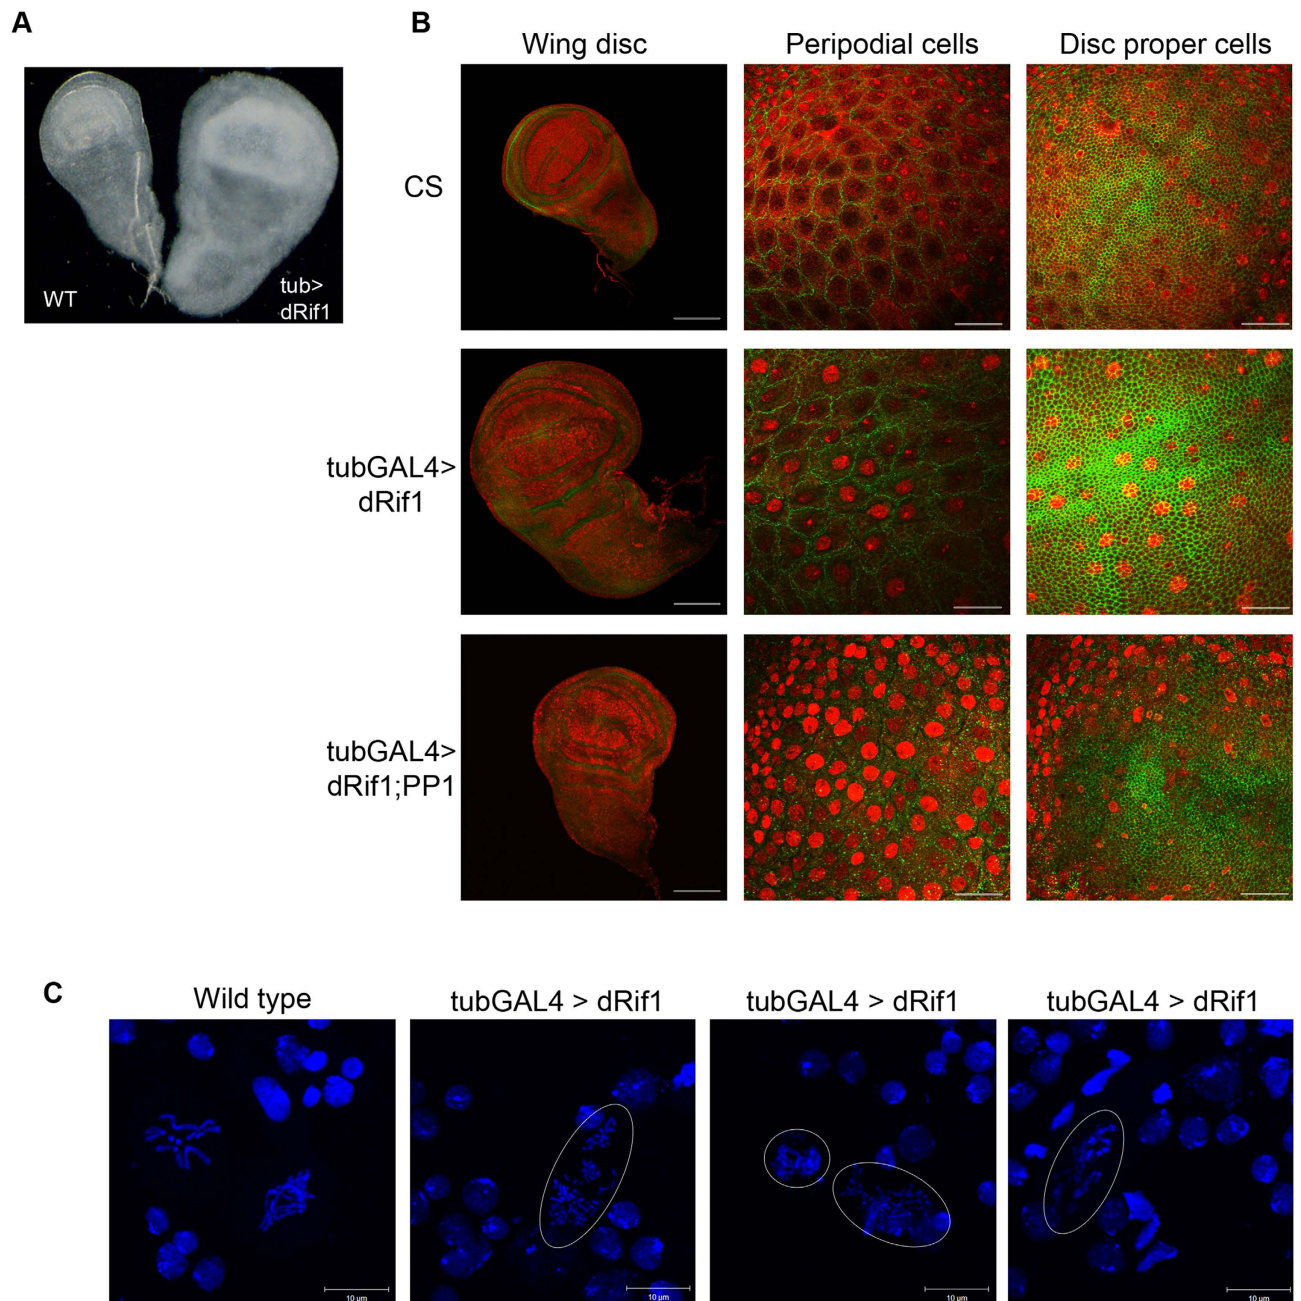 A
WT
tub>
dRif1
B
Wing disc
Peripodial cells
Disc proper cells
CS
tubGAL4>
dRif1
tubGAL4>
dRif1;PP1
C
Wild type
tubGAL4 > dRif1
tubGAL4 > dRif1
tubGAL4 > dRif1
10 µm
10 µm
10 µm
10 µm